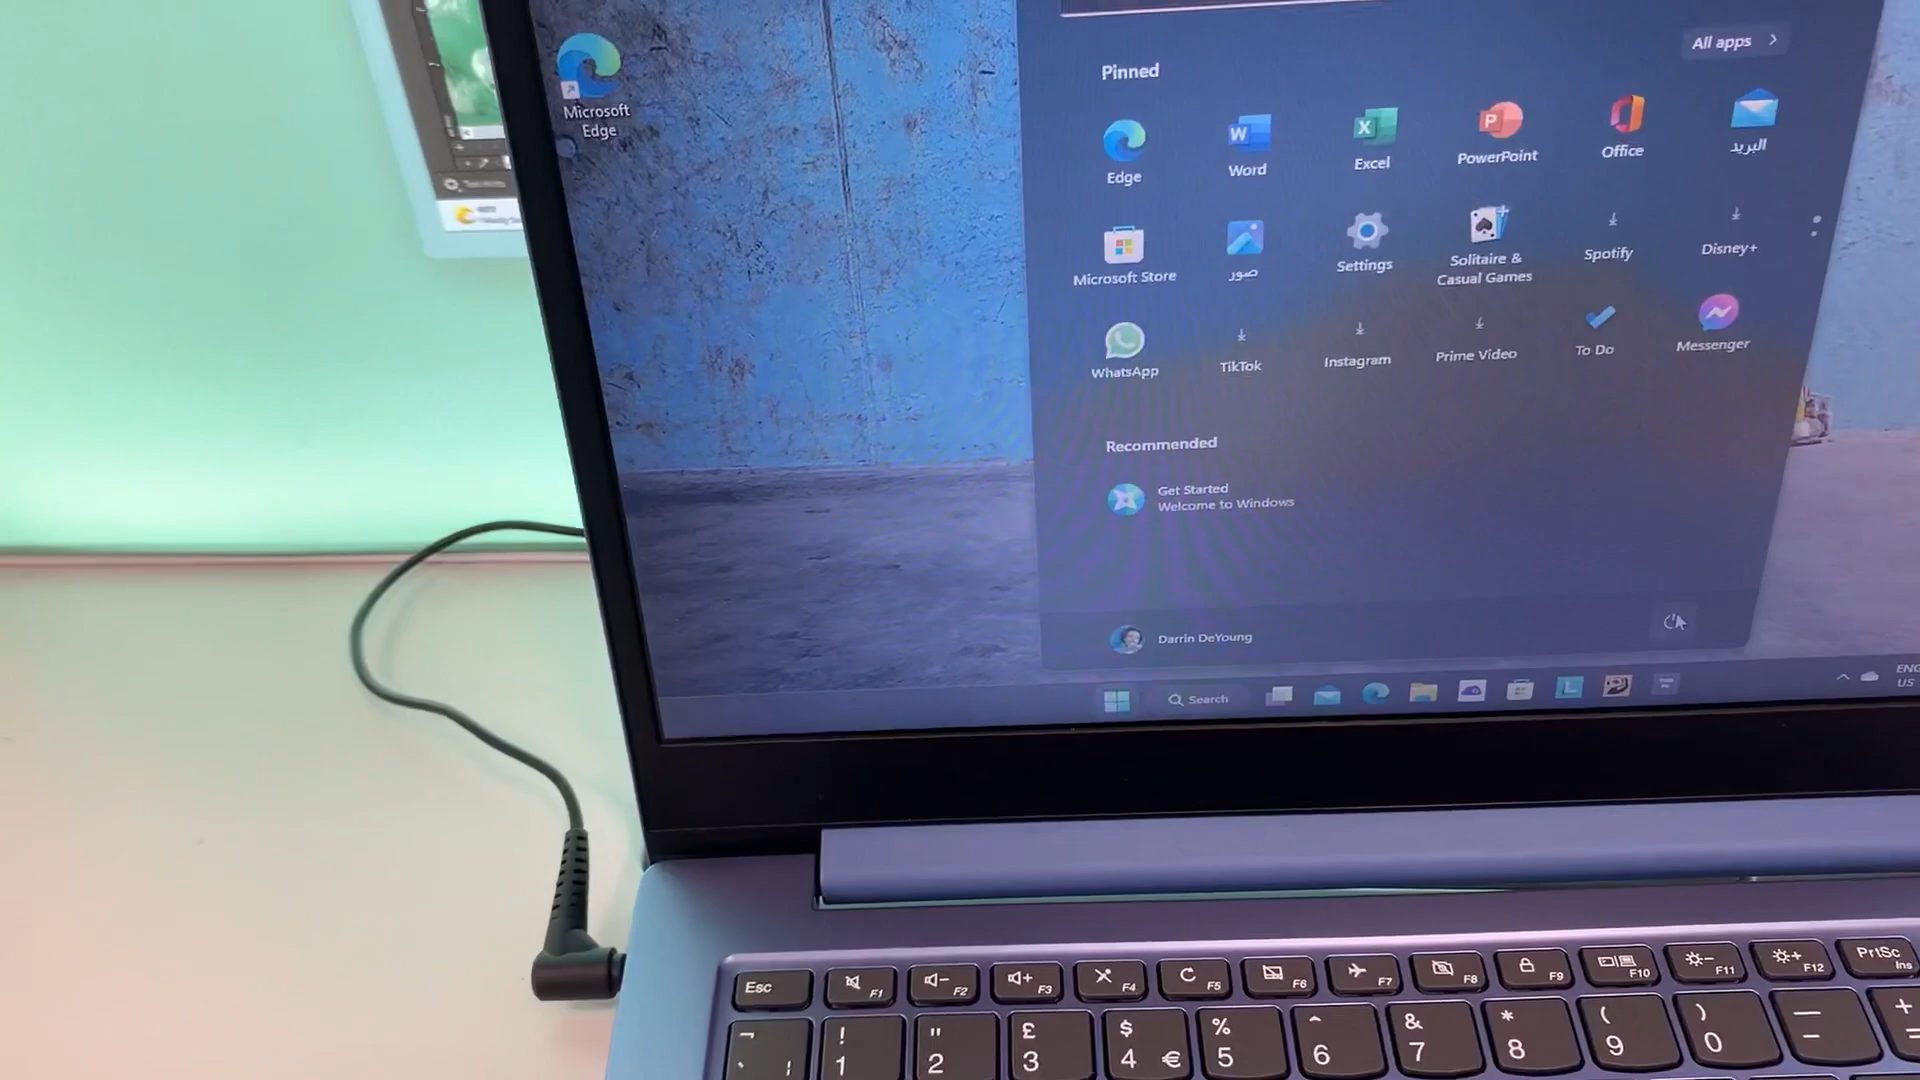 All apps
Pinned
Microsoft
Edge
Edge
Word
Excel
PowerPoint
Office
البريد
Microsoft Store
صور
Settings
Solitaire &
Casual Games
Spotify
Disney+
WhatsApp
TikTok
Instagram
Prime Video
To Do
Messenger
Recommended
Get Started
Welcome to Windows
Darrin DeYoung
Search
ENG
US
Esc
F1
F2
F3
F4
F5
F6
F7
F8
F9
F10
F11
F12
PrtSc
Ins
¬ ` ¦
! 1
" 2
£ 3
$ 4 €
% 5
^ 6
& 7
* 8
( 9
) 0
_ -
+ =